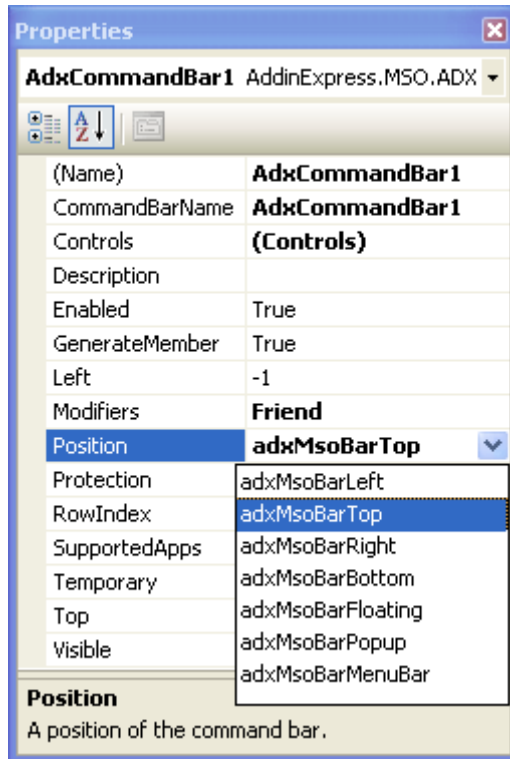 Properties
AdxCommandBar1 AddinExpress.MSO.ADX
(Name) AdxCommandBar1
CommandBarName AdxCommandBar1
Controls (Controls)
Description
Enabled True
GenerateMember True
Left -1
Modifiers Friend
Position adxMsoBarTop
Protection adxMsoBarLeft
RowIndex adxMsoBarTop
SupportedApps adxMsoBarRight
Temporary adxMsoBarBottom
Top adxMsoBarFloating
Visible adxMsoBarPopup
adxMsoBarMenuBar
Position
A position of the command bar.